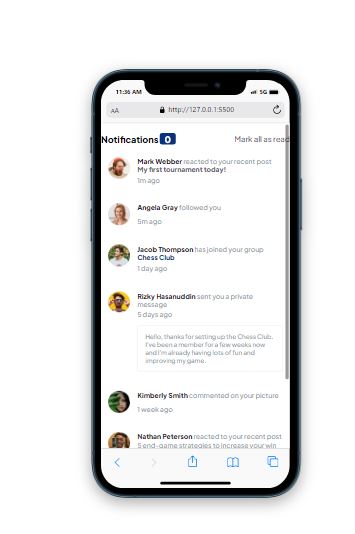 11:36 AM 5G
AA http://127.0.0.1:5500
Notifications 0 Mark all as read
Mark Webber reacted to your recent post
My first tournament today!
1m ago
Angela Gray followed you
5m ago
Jacob Thompson has joined your group
Chess Club
1 day ago
Rizky Hasanuddin sent you a private
message
5 days ago
Hello, thanks for setting up the Chess Club.
I've been a member for a few weeks now
and I'm already having lots of fun and
improving my game.
Kimberly Smith commented on your picture
1 week ago
Nathan Peterson reacted to your recent post
5 end-game strategies to increase your win